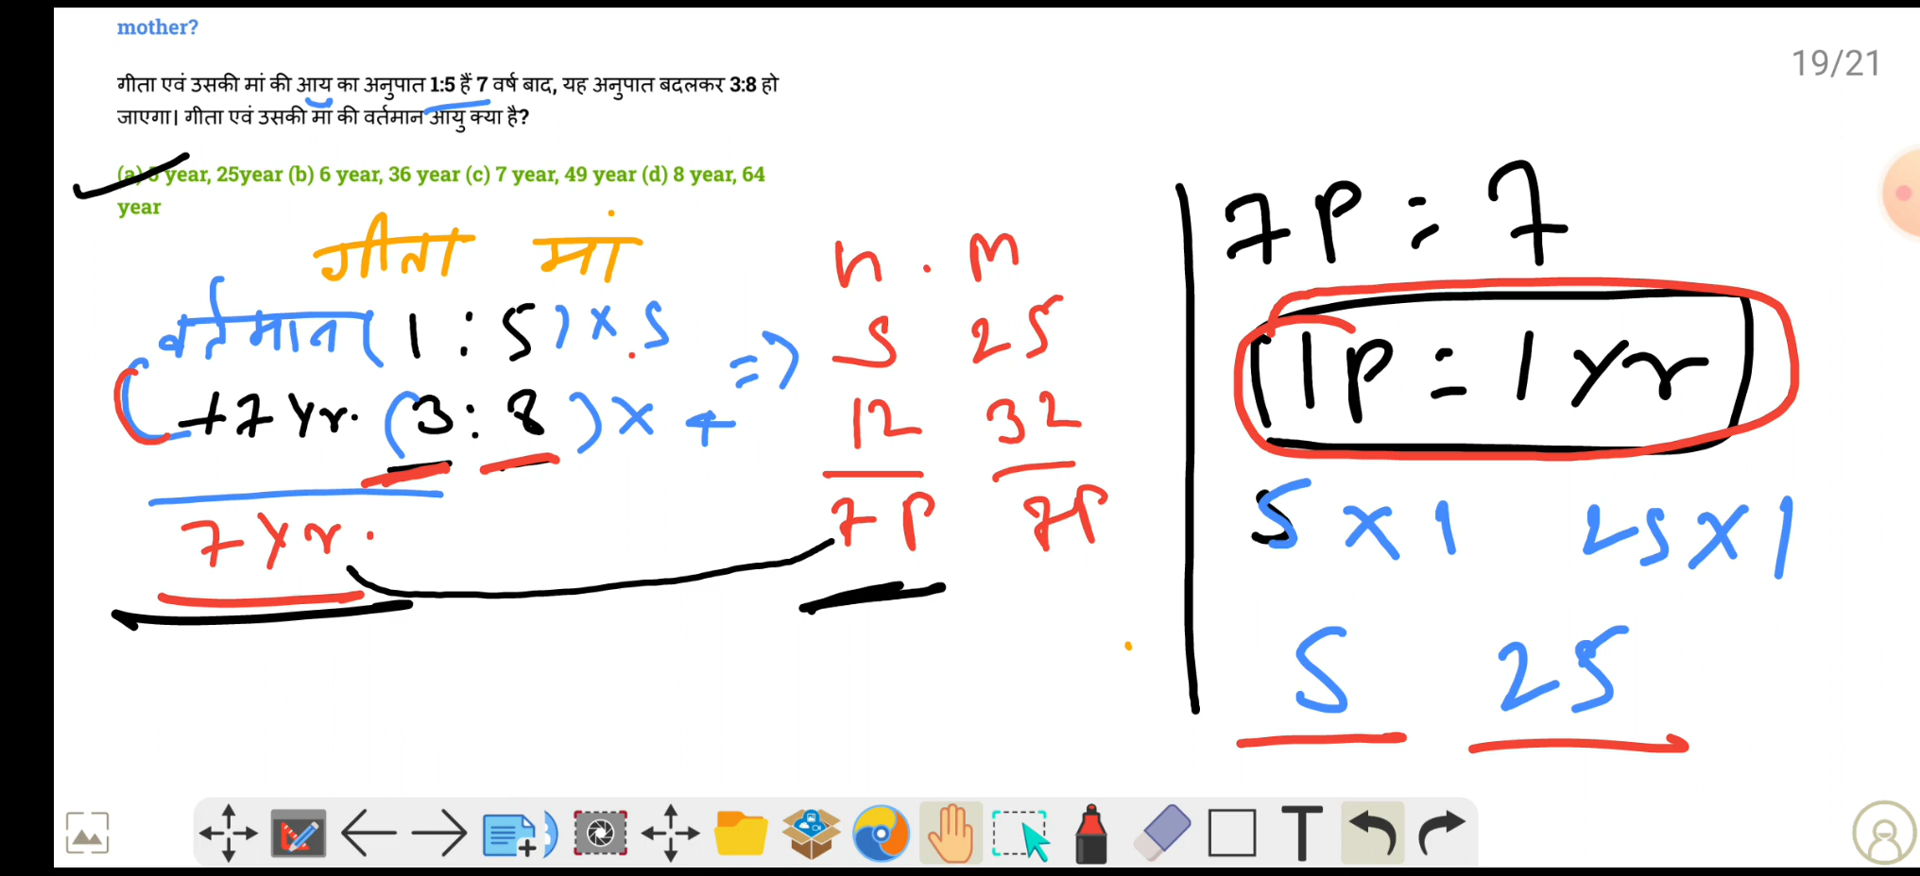 mother?
19/21
गीता एवं उसकी मां की आय का अनुपात 1:5 हैं 7 वर्ष बाद, यह अनुपात बदलकर 3:8 हो
जाएगा। गीता एवं उसकी मां की वर्तमान आयु क्या है?
(a) 5 year, 25year (b) 6 year, 36 year (c) 7 year, 49 year (d) 8 year, 64
year
गीता मां
वर्तमान (1 : 5) x 5
+7 Yr. (3 : 8) x 4
7 Yr.
=>
n . m
5 25
12 32
7P 7P
7P = 7
1P = 1 yr
5 x 1 25 x 1
5 25
T